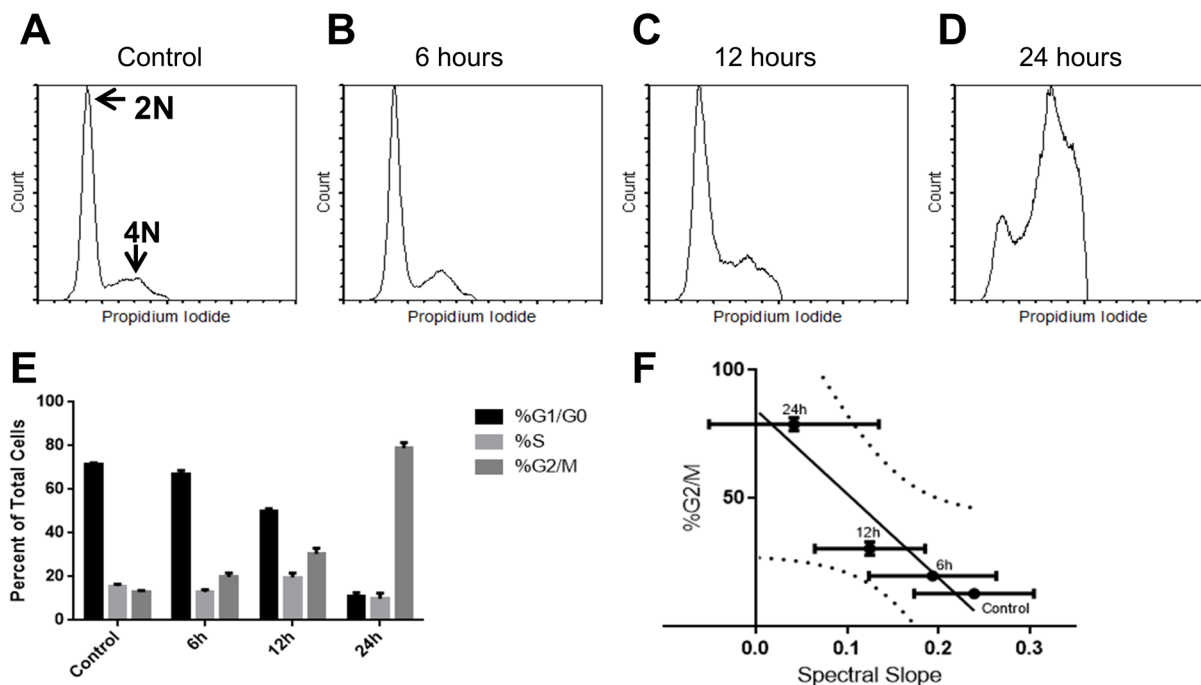 A
Control
2N
4N
Count
Propidium Iodide
B
6 hours
Count
Propidium Iodide
C
12 hours
Count
Propidium Iodide
D
24 hours
Count
Propidium Iodide
E
Percent of Total Cells
100
80
60
40
20
0
Control
6h
12h
24h
%G1/G0
%S
%G2/M
F
%G2/M
100
50
24h
12h
6h
Control
0.0
0.1
0.2
0.3
Spectral Slope